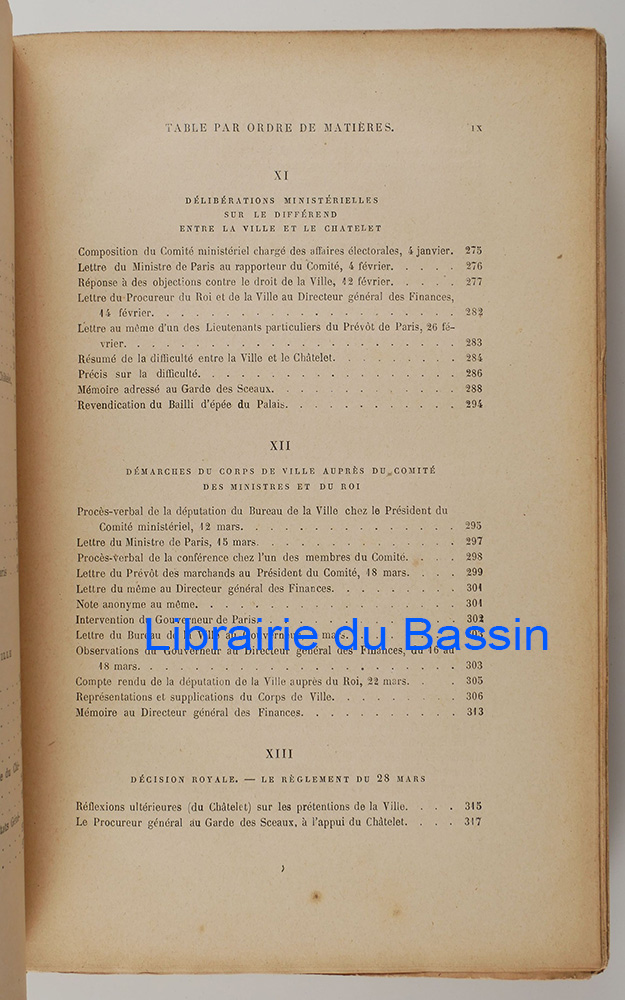 TABLE PAR ORDRE DE MATIÈRES. IX
XI
DÉLIBÉRATIONS MINISTÉRIELLES
SUR LE DIFFÉREND
ENTRE LA VILLE ET LE CHATELET
Composition du Comité ministériel chargé des affaires électorales, 4 janvier. 275
Lettre du Ministre de Paris au rapporteur du Comité, 4 février. . . . . 276
Réponse à des objections contre le droit de la Ville, 12 février. . . . . 277
Lettre du Procureur du Roi et de la Ville au Directeur général des Finances,
14 février. . . . . . . . . . . . . . . . . . . . 282
Lettre au même d'un des Lieutenants particuliers du Prévôt de Paris, 26 fé-
vrier. . . . . . . . . . . . . . . . . . . . . . 283
Résumé de la difficulté entre la Ville et le Châtelet. . . . . . . . . 284
Précis sur la difficulté. . . . . . . . . . . . . . . . . 286
Mémoire adressé au Garde des Sceaux. . . . . . . . . . . . 288
Revendication du Bailli d'épée du Palais. . . . . . . . . . . . 294
XII
DÉMARCHES DU CORPS DE VILLE AUPRÈS DU COMITÉ
DES MINISTRES ET DU ROI
Procès-verbal de la députation du Bureau de la Ville chez le Président du
Comité ministériel, 12 mars. . . . . . . . . . . . . . . 295
Lettre du Ministre de Paris, 15 mars. . . . . . . . . . . . . 297
Procès-verbal de la conférence chez l'un des membres du Comité. . . . 298
Lettre du Prévôt des marchands au Président du Comité, 18 mars. . . . 299
Lettre du même au Directeur général des Finances. . . . . . . . . 301
Note anonyme au même. . . . . . . . . . . . . . . . . 301
Intervention du Gouverneur de Paris. . . . . . . . . . . . . 302
Lettre du Bureau de la Ville au Gouverneur, mars. . . . . . . . 303
Librairie du Bassin
Observations du Gouverneur au Directeur général des Finances, du 16 au
18 mars. . . . . . . . . . . . . . . . . . . . . 303
Compte rendu de la députation de la Ville auprès du Roi, 22 mars. . . . 305
Représentations et supplications du Corps de Ville. . . . . . . . . 306
Mémoire au Directeur général des Finances. . . . . . . . . . . 313
XIII
DÉCISION ROYALE. — LE RÈGLEMENT DU 28 MARS
Réflexions ultérieures (du Châtelet) sur les prétentions de la Ville. . . . 315
Le Procureur général au Garde des Sceaux, à l'appui du Châtelet. . . . 317